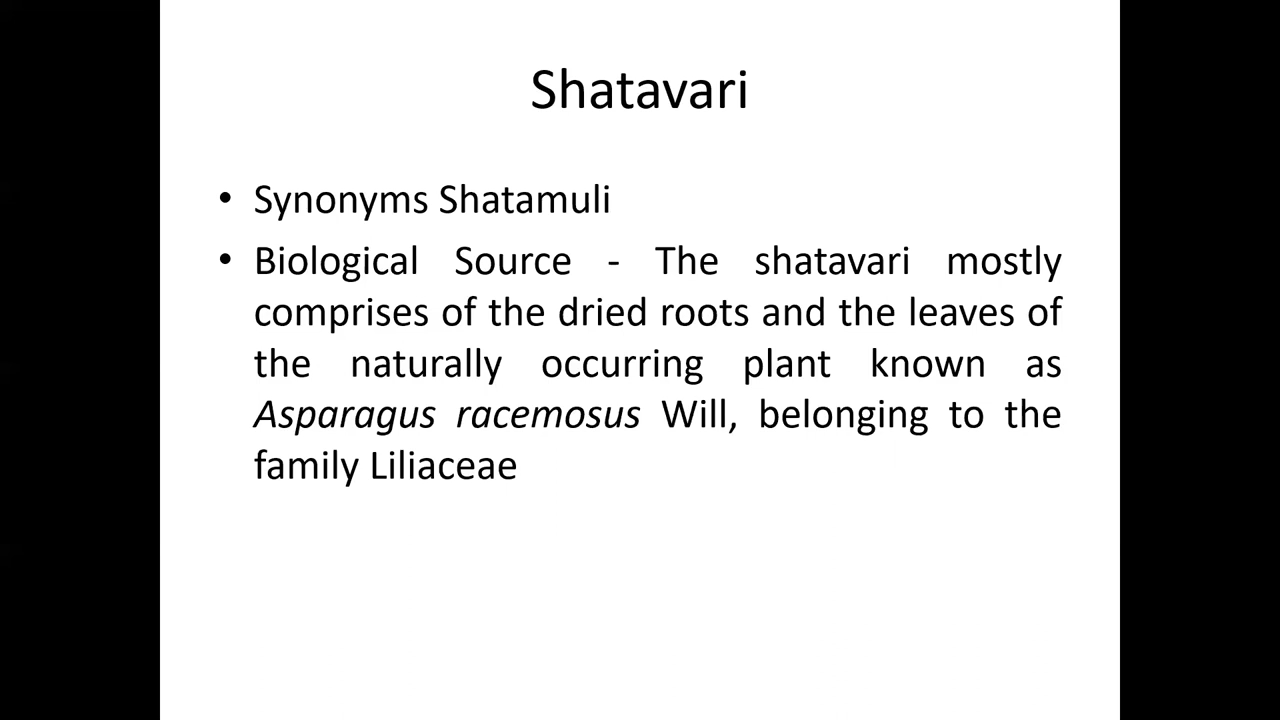 Shatavari
• Synonyms Shatamuli
• Biological Source - The shatavari mostly
comprises of the dried roots and the leaves of
the naturally occurring plant known as
Asparagus racemosus Will, belonging to the
family Liliaceae